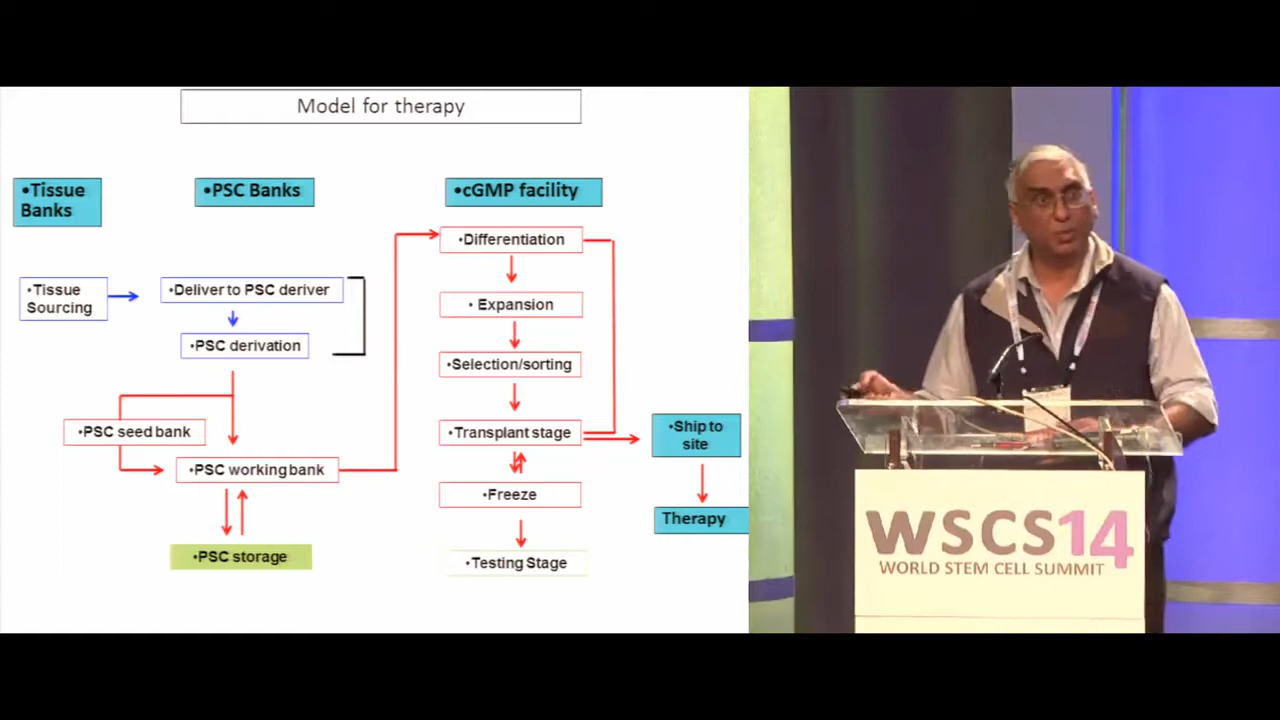 Model for therapy
•Tissue
Banks
•PSC Banks
•cGMP facility
•Tissue
Sourcing
•Deliver to PSC deriver
•PSC derivation
•PSC seed bank
•PSC working bank
•PSC storage
•Differentiation
• Expansion
•Selection/sorting
•Transplant stage
•Freeze
•Testing Stage
•Ship to
site
Therapy
WSCS14
WORLD STEM CELL SUMMIT